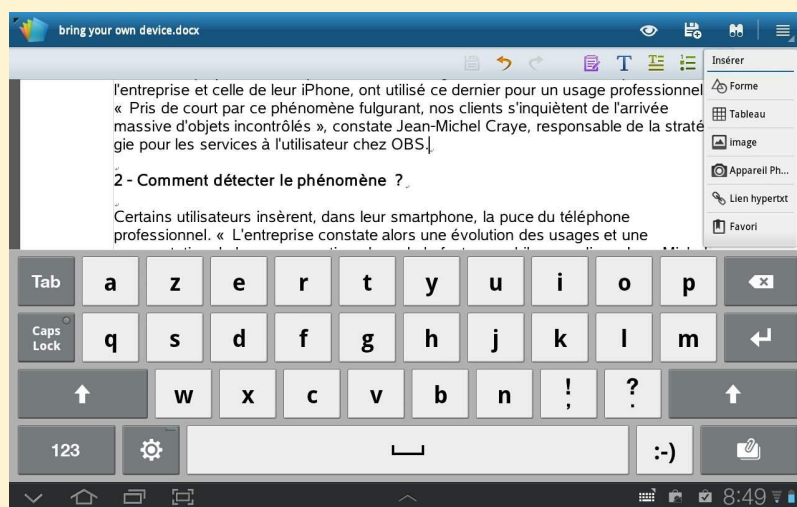 bring your own device.docx
Insérer
Forme
Tableau
image
Appareil Ph...
Lien hypertxt
Favori
l'entreprise et celle de leur iPhone, ont utilisé ce dernier pour un usage professionnel
« Pris de court par ce phénomène fulgurant, nos clients s'inquiètent de l'arrivée
massive d'objets incontrôlés », constate Jean-Michel Craye, responsable de la straté
gie pour les services à l'utilisateur chez OBS.
2 - Comment détecter le phénomène ?
Certains utilisateurs insèrent, dans leur smartphone, la puce du téléphone
professionnel. « L'entreprise constate alors une évolution des usages et une
Tab a z e r t y u i o p
Caps Lock q s d f g h j k l m
w x c v b n ! , ? .
123 :-)
8:49